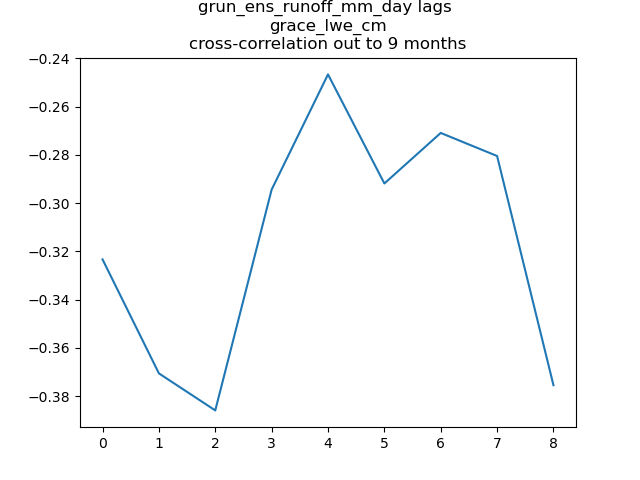 grun_ens_runoff_mm_day lags
grace_lwe_cm
cross-correlation out to 9 months
−0.24
−0.26
−0.28
−0.30
−0.32
−0.34
−0.36
−0.38
0 1 2 3 4 5 6 7 8